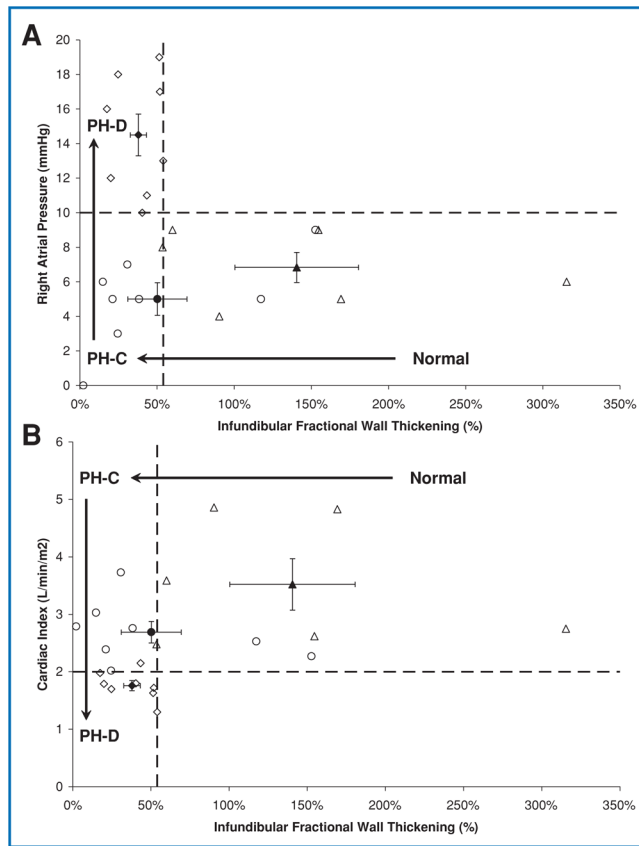 A
20
18
16
14
12
10
8
6
4
2
0
Right Atrial Pressure (mmHg)
PH-D
PH-C
Normal
0% 50% 100% 150% 200% 250% 300% 350%
Infundibular Fractional Wall Thickening (%)
B
6
5
4
3
2
1
0
Cardiac Index (L/min/m2)
PH-C
Normal
PH-D
0% 50% 100% 150% 200% 250% 300% 350%
Infundibular Fractional Wall Thickening (%)